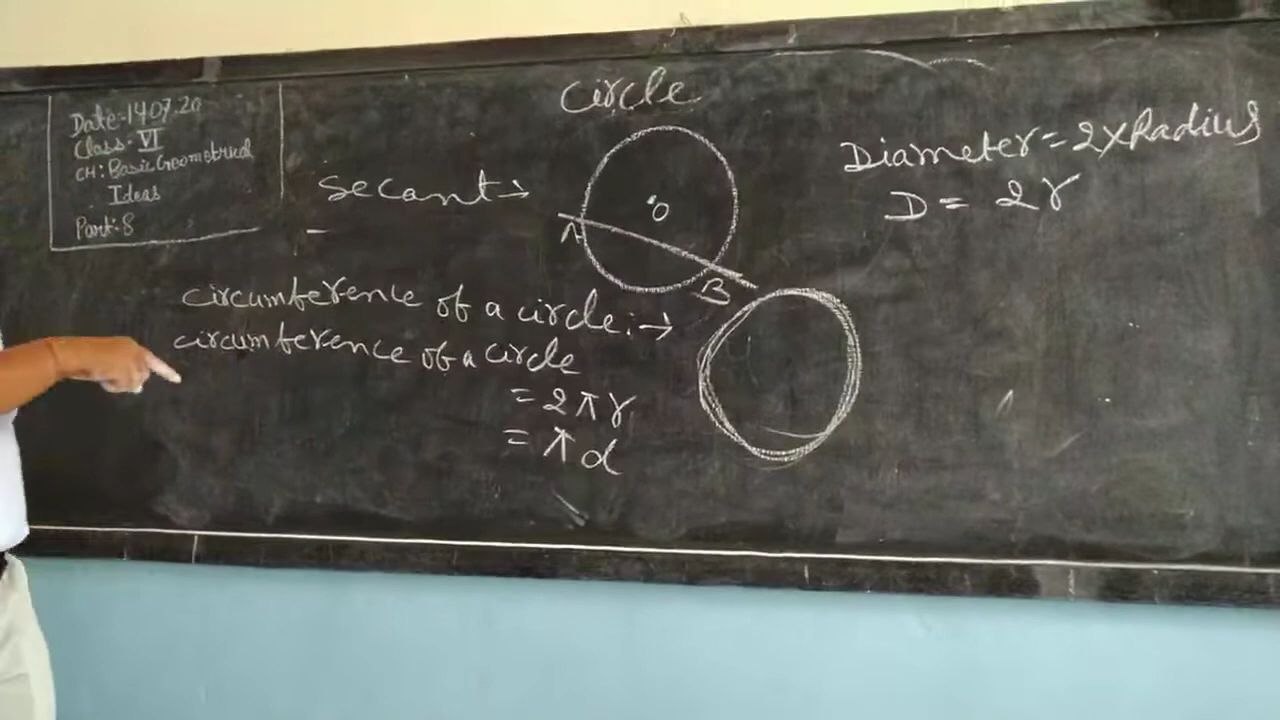 circle
Date:-14.07.20
Class- VI
CH: Basic Geometrical
Ideas
Part:8
secant→
O
A
B
Diameter=2×Radius
D = 2r
circumference of a circle:→
circumference of a circle
= 2πr
= πd